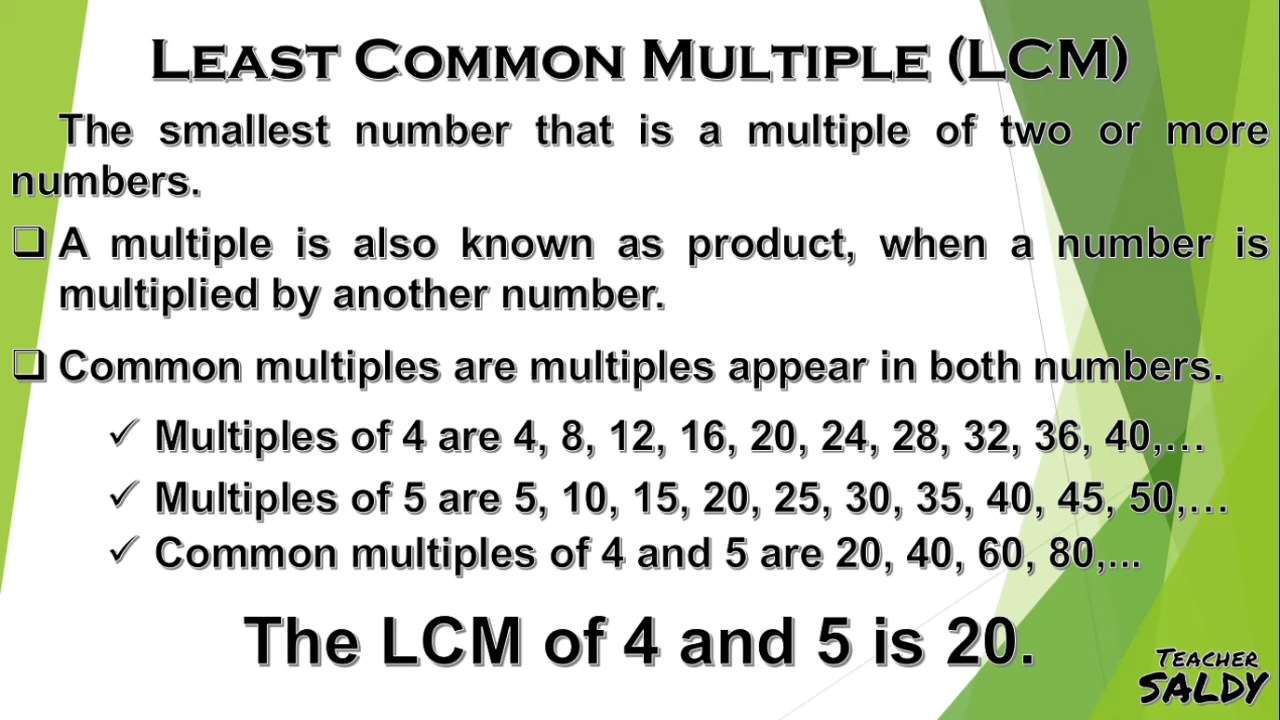 LEAST COMMON MULTIPLE (LCM)
The smallest number that is a multiple of two or more
numbers.
❑ A multiple is also known as product, when a number is
multiplied by another number.
❑ Common multiples are multiples appear in both numbers.
✓ Multiples of 4 are 4, 8, 12, 16, 20, 24, 28, 32, 36, 40,…
✓ Multiples of 5 are 5, 10, 15, 20, 25, 30, 35, 40, 45, 50,…
✓ Common multiples of 4 and 5 are 20, 40, 60, 80,...
The LCM of 4 and 5 is 20.
TEACHER
SALDY